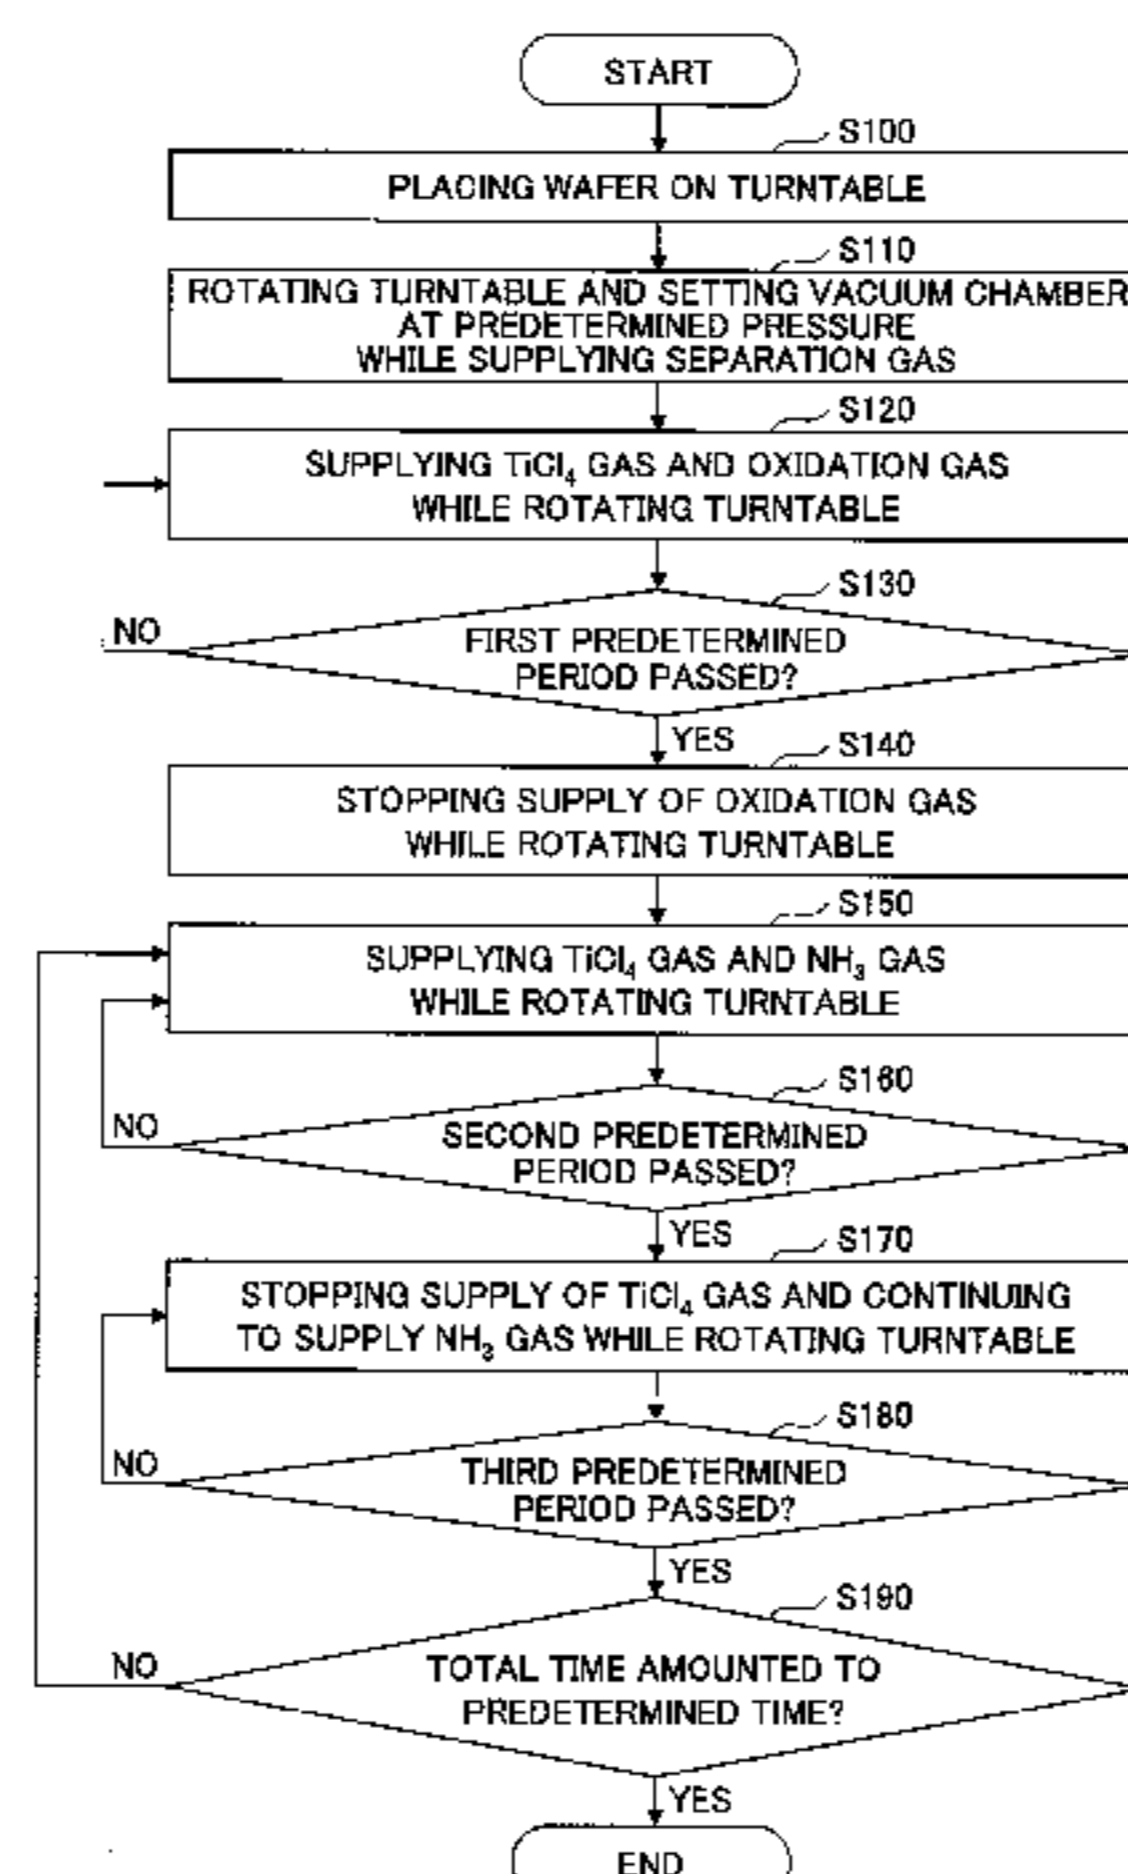 START
S100
PLACING WAFER ON TURNTABLE
S110
ROTATING TURNTABLE AND SETTING VACUUM CHAMBER
AT PREDETERMINED PRESSURE
WHILE SUPPLYING SEPARATION GAS
S120
SUPPLYING TiCl₄ GAS AND OXIDATION GAS
WHILE ROTATING TURNTABLE
S130
NO
FIRST PREDETERMINED
PERIOD PASSED?
YES
S140
STOPPING SUPPLY OF OXIDATION GAS
WHILE ROTATING TURNTABLE
S150
SUPPLYING TiCl₄ GAS AND NH₃ GAS
WHILE ROTATING TURNTABLE
S160
NO
SECOND PREDETERMINED
PERIOD PASSED?
YES
S170
STOPPING SUPPLY OF TiCl₄ GAS AND CONTINUING
TO SUPPLY NH₃ GAS WHILE ROTATING TURNTABLE
S180
NO
THIRD PREDETERMINED
PERIOD PASSED?
YES
S190
NO
TOTAL TIME AMOUNTED TO
PREDETERMINED TIME?
YES
END